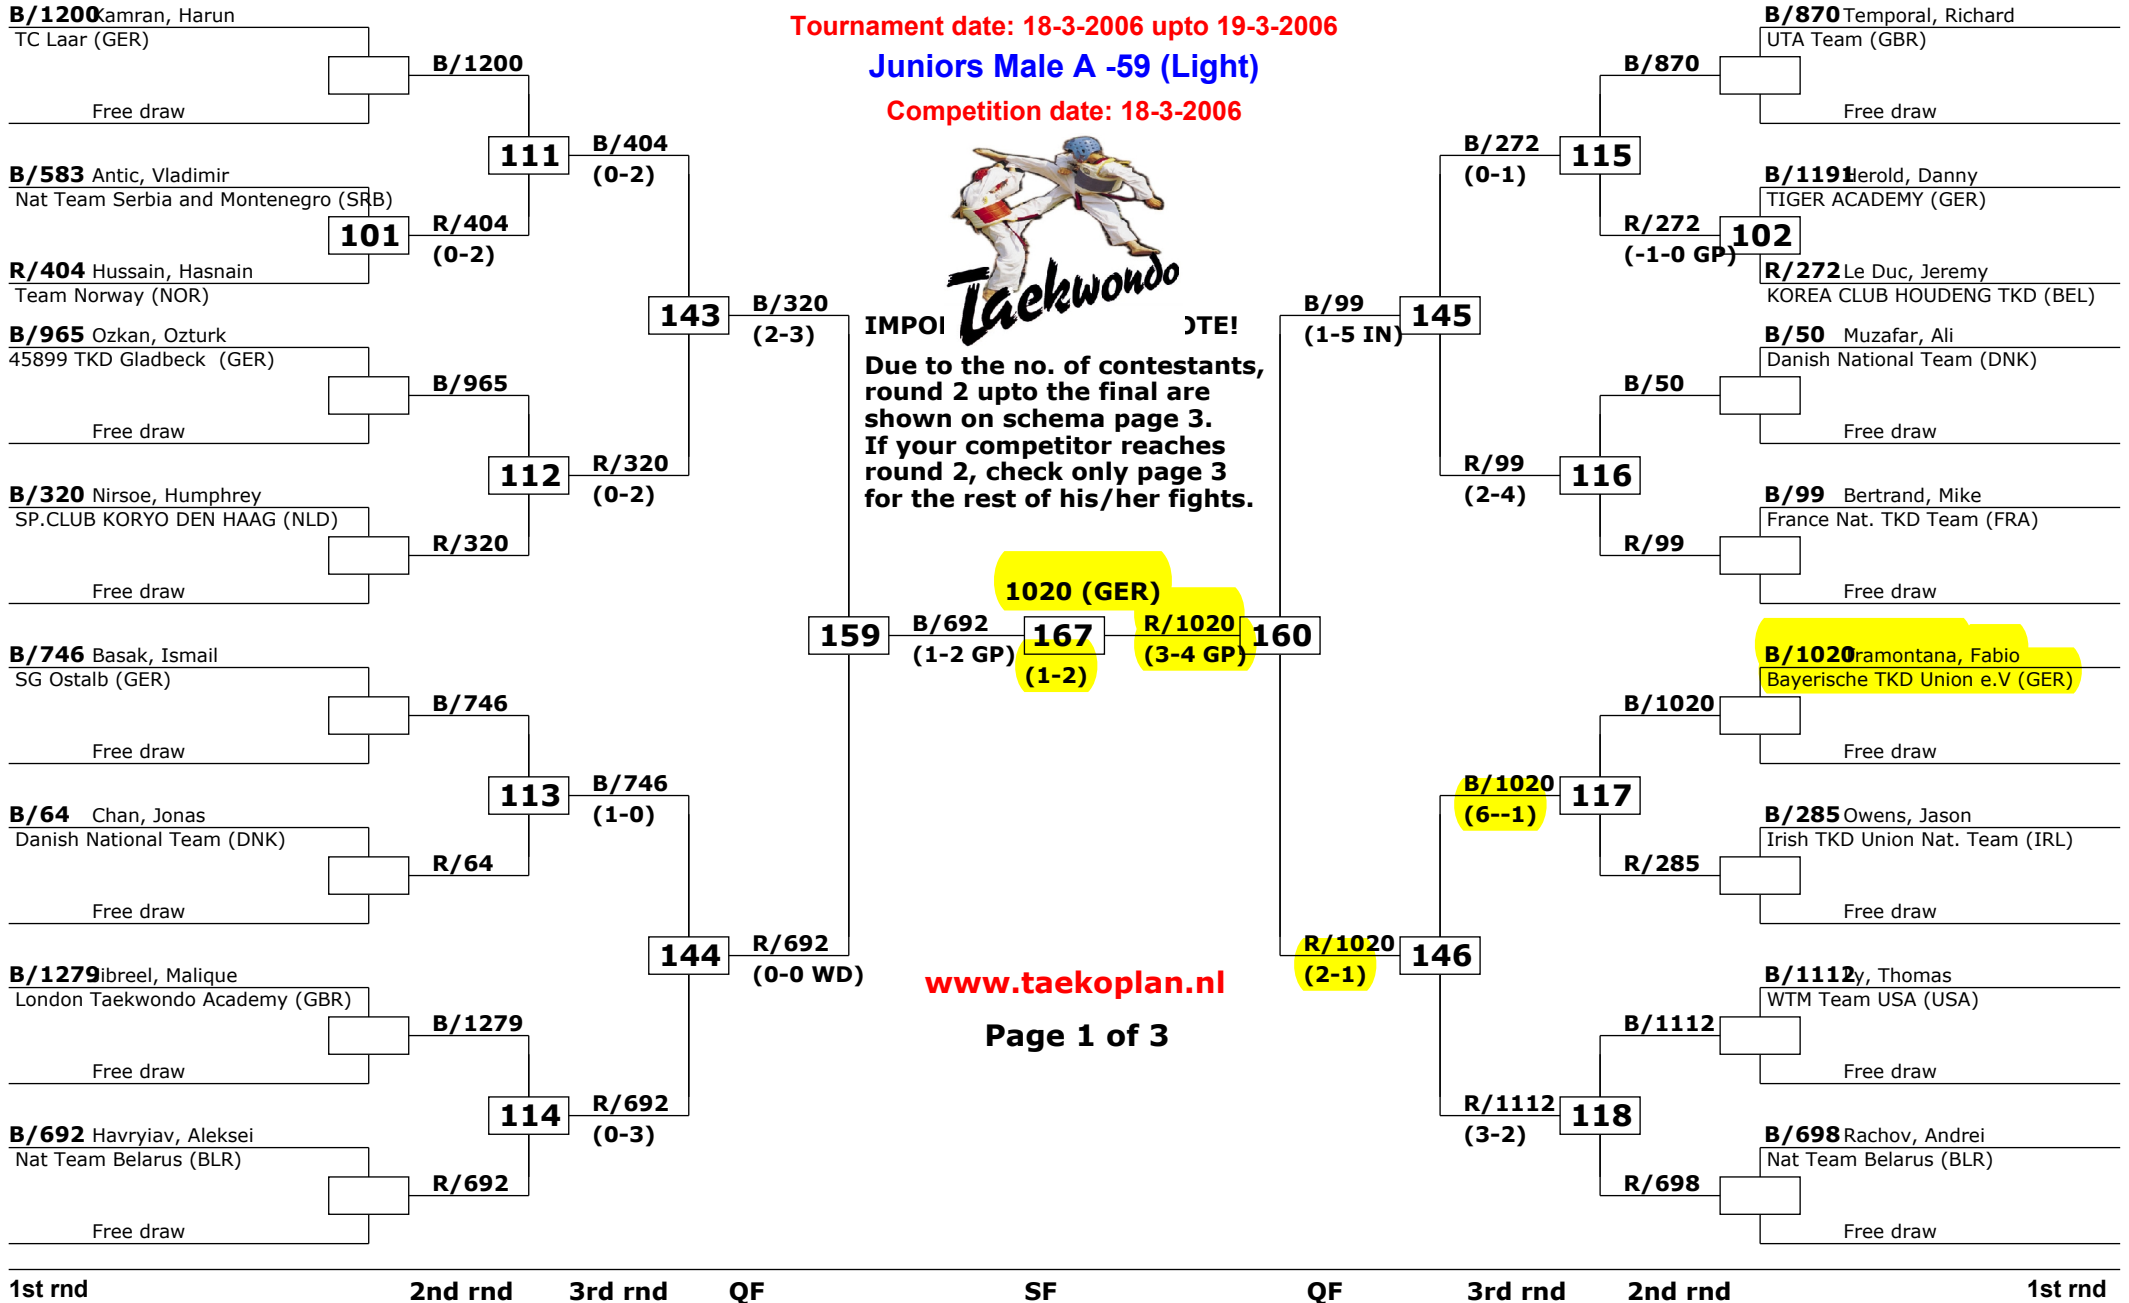 Tournament date: 18-3-2006 upto 19-3-2006
Juniors Male A -59 (Light)
Competition date: 18-3-2006
Taekwondo
B/1200 Kamran, Harun
TC Laar (GER)
B/1200
Free draw
111
B/404
(0-2)
B/583 Antic, Vladimir
Nat Team Serbia and Montenegro (SRB)
101
R/404
(0-2)
R/404 Hussain, Hasnain
Team Norway (NOR)
143
B/320
(2-3)
B/965 Ozkan, Ozturk
45899 TKD Gladbeck (GER)
B/965
Free draw
112
R/320
(0-2)
B/320 Nirsoe, Humphrey
SP.CLUB KORYO DEN HAAG (NLD)
R/320
Free draw
159
B/692
(1-2 GP)
B/746 Basak, Ismail
SG Ostalb (GER)
B/746
Free draw
113
B/746
(1-0)
B/64 Chan, Jonas
Danish National Team (DNK)
R/64
Free draw
144
R/692
(0-0 WD)
B/1279 Jibreel, Malique
London Taekwondo Academy (GBR)
B/1279
Free draw
114
R/692
(0-3)
B/692 Havryiav, Aleksei
Nat Team Belarus (BLR)
R/692
Free draw
OTE!
Due to the no. of contestants,
round 2 upto the final are
shown on schema page 3.
If your competitor reaches
round 2, check only page 3
for the rest of his/her fights.
1020 (GER)
167
(1-2)
R/1020
(3-4 GP)
160
www.taekoplan.nl
Page 1 of 3
B/870 Temporal, Richard
UTA Team (GBR)
B/870
Free draw
B/272
(0-1)
115
B/1191 Herold, Danny
TIGER ACADEMY (GER)
R/272
(-1-0 GP)
102
R/272 Le Duc, Jeremy
KOREA CLUB HOUDENG TKD (BEL)
B/99
(1-5 IN)
145
B/50 Muzafar, Ali
Danish National Team (DNK)
B/50
Free draw
R/99
(2-4)
116
B/99 Bertrand, Mike
France Nat. TKD Team (FRA)
R/99
Free draw
B/1020 Tramontana, Fabio
Bayerische TKD Union e.V (GER)
B/1020
Free draw
B/1020
(6--1)
117
B/285 Owens, Jason
Irish TKD Union Nat. Team (IRL)
R/285
Free draw
R/1020
(2-1)
146
B/1112 Ly, Thomas
WTM Team USA (USA)
B/1112
Free draw
R/1112
(3-2)
118
B/698 Rachov, Andrei
Nat Team Belarus (BLR)
R/698
Free draw
1st rnd 2nd rnd 3rd rnd QF SF QF 3rd rnd 2nd rnd 1st rnd